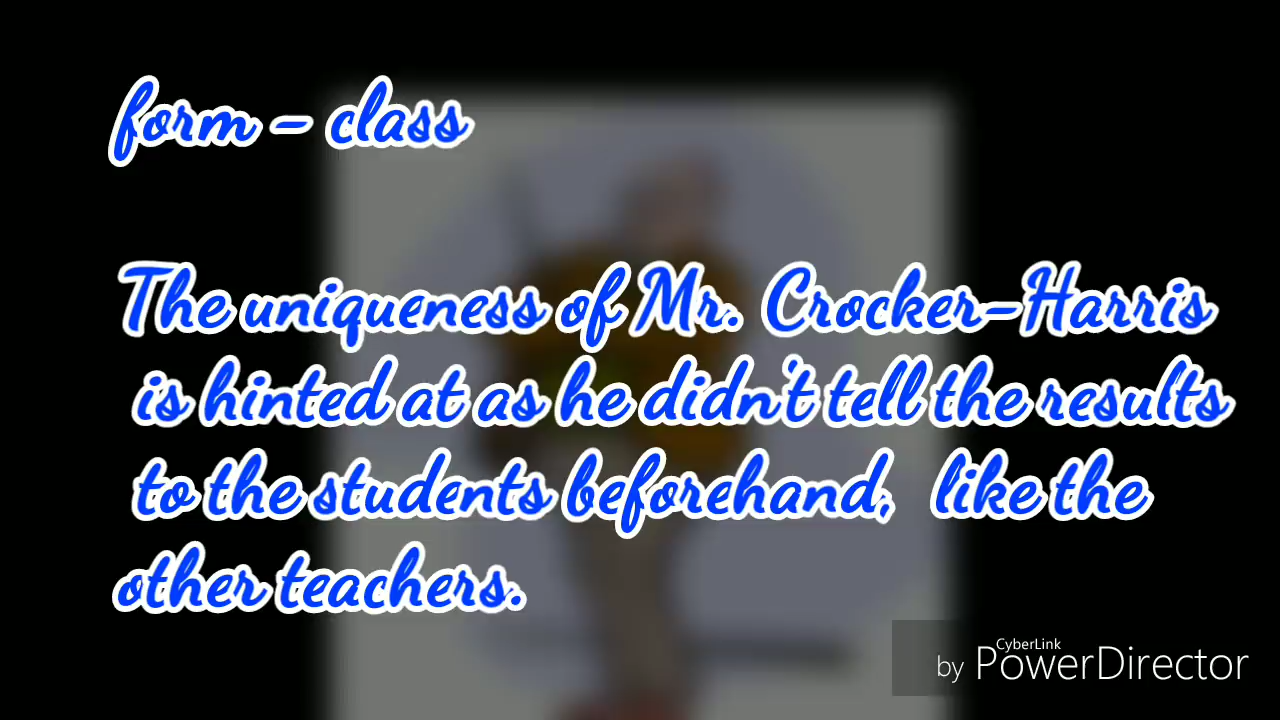 form - class
The uniqueness of Mr. Crocker-Harris
is hinted at as he didn't tell the results
to the students beforehand, like the
other teachers.
CyberLink
by PowerDirector